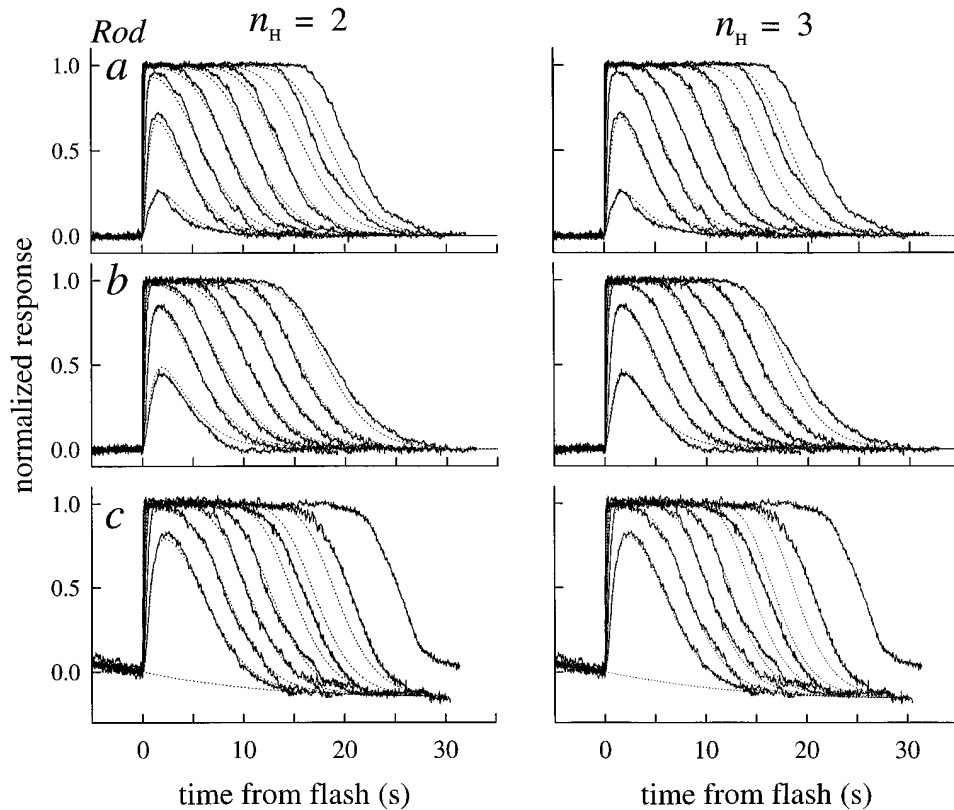 Rod
n_H = 2
n_H = 3
a
1.0
0.5
0.0
b
1.0
0.5
0.0
c
1.0
0.5
0.0
normalized response
0 10 20 30
0 10 20 30
time from flash (s)
time from flash (s)